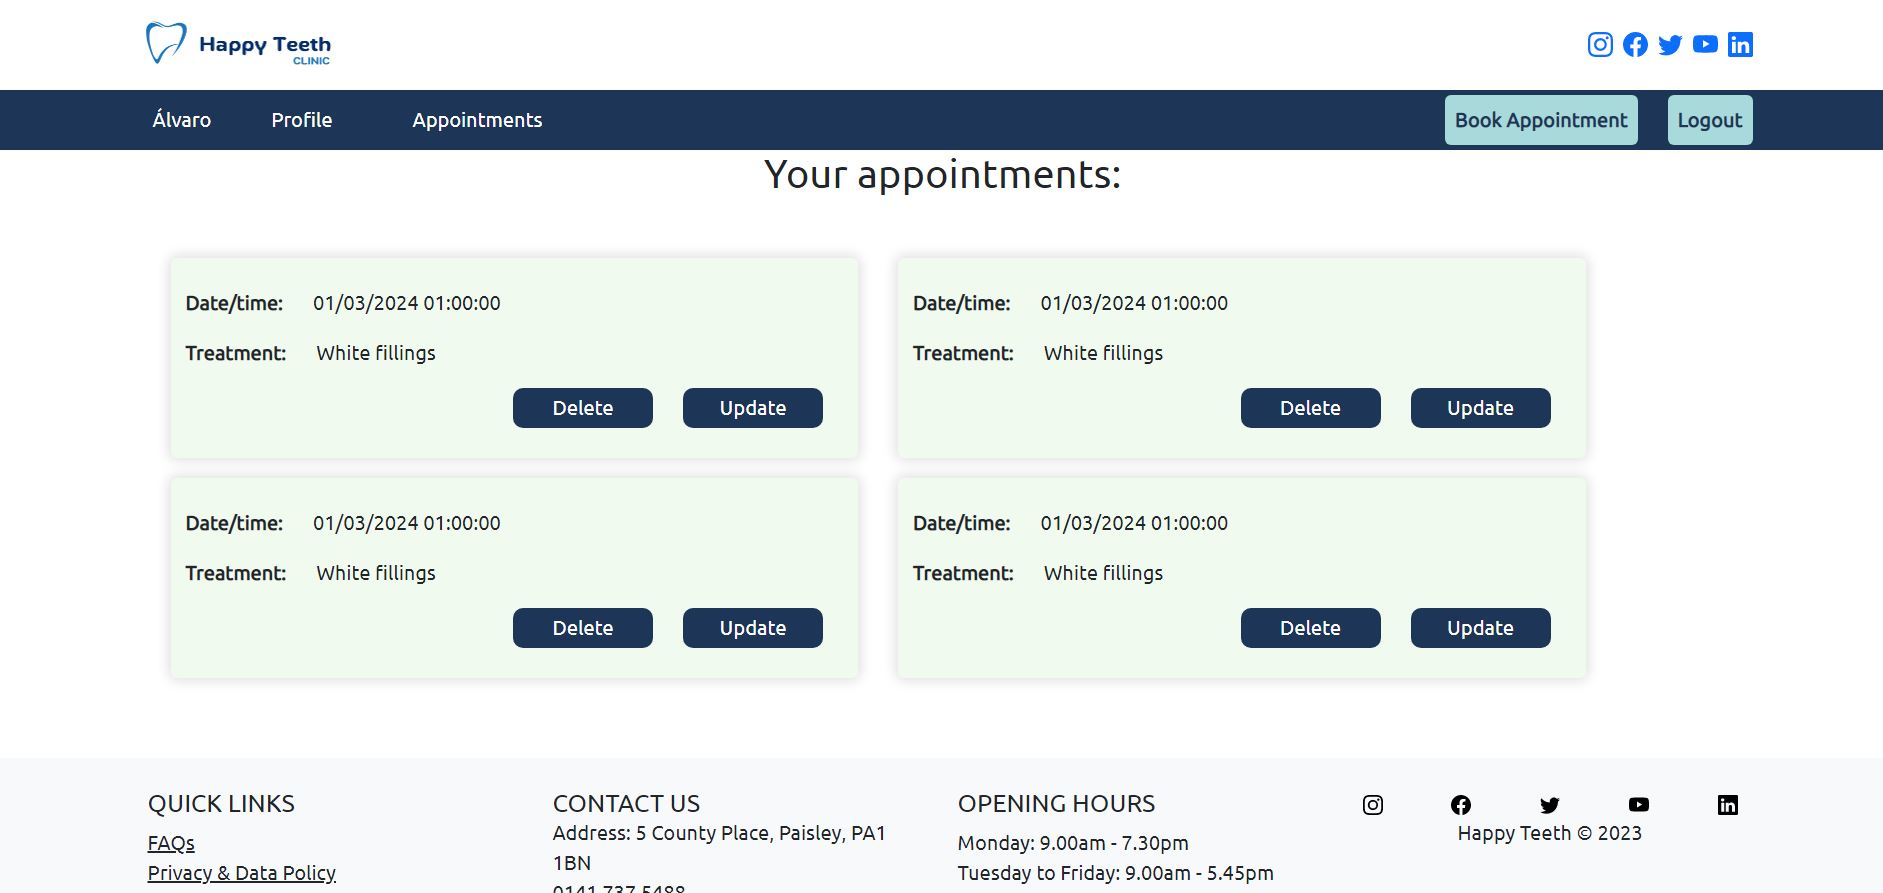 Happy Teeth
CLINIC
Álvaro Profile Appointments Book Appointment Logout
Your appointments:
Date/time: 01/03/2024 01:00:00
Treatment: White fillings
Delete Update
Date/time: 01/03/2024 01:00:00
Treatment: White fillings
Delete Update
Date/time: 01/03/2024 01:00:00
Treatment: White fillings
Delete Update
Date/time: 01/03/2024 01:00:00
Treatment: White fillings
Delete Update
QUICK LINKS
FAQs
Privacy & Data Policy
CONTACT US
Address: 5 County Place, Paisley, PA1
1BN
0141 737 5488
OPENING HOURS
Monday: 9.00am - 7.30pm
Tuesday to Friday: 9.00am - 5.45pm
Happy Teeth © 2023